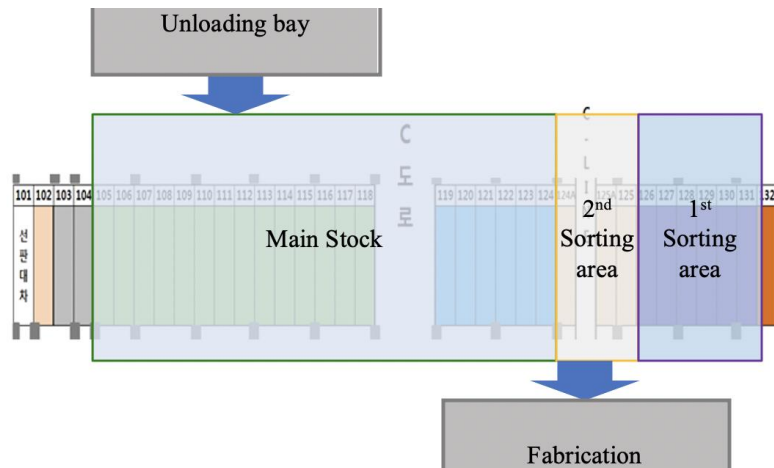 Unloading bay
C
도
로
101 102 103 104 105 106 107 108 109 110 111 112 113 114 115 116 117 118
119 120 121 122 123 124 124A
125A 125 126 127 128 129 130 131 132
선
판
대
차
Main Stock
2nd
Sorting
area
1st
Sorting
area
Fabrication